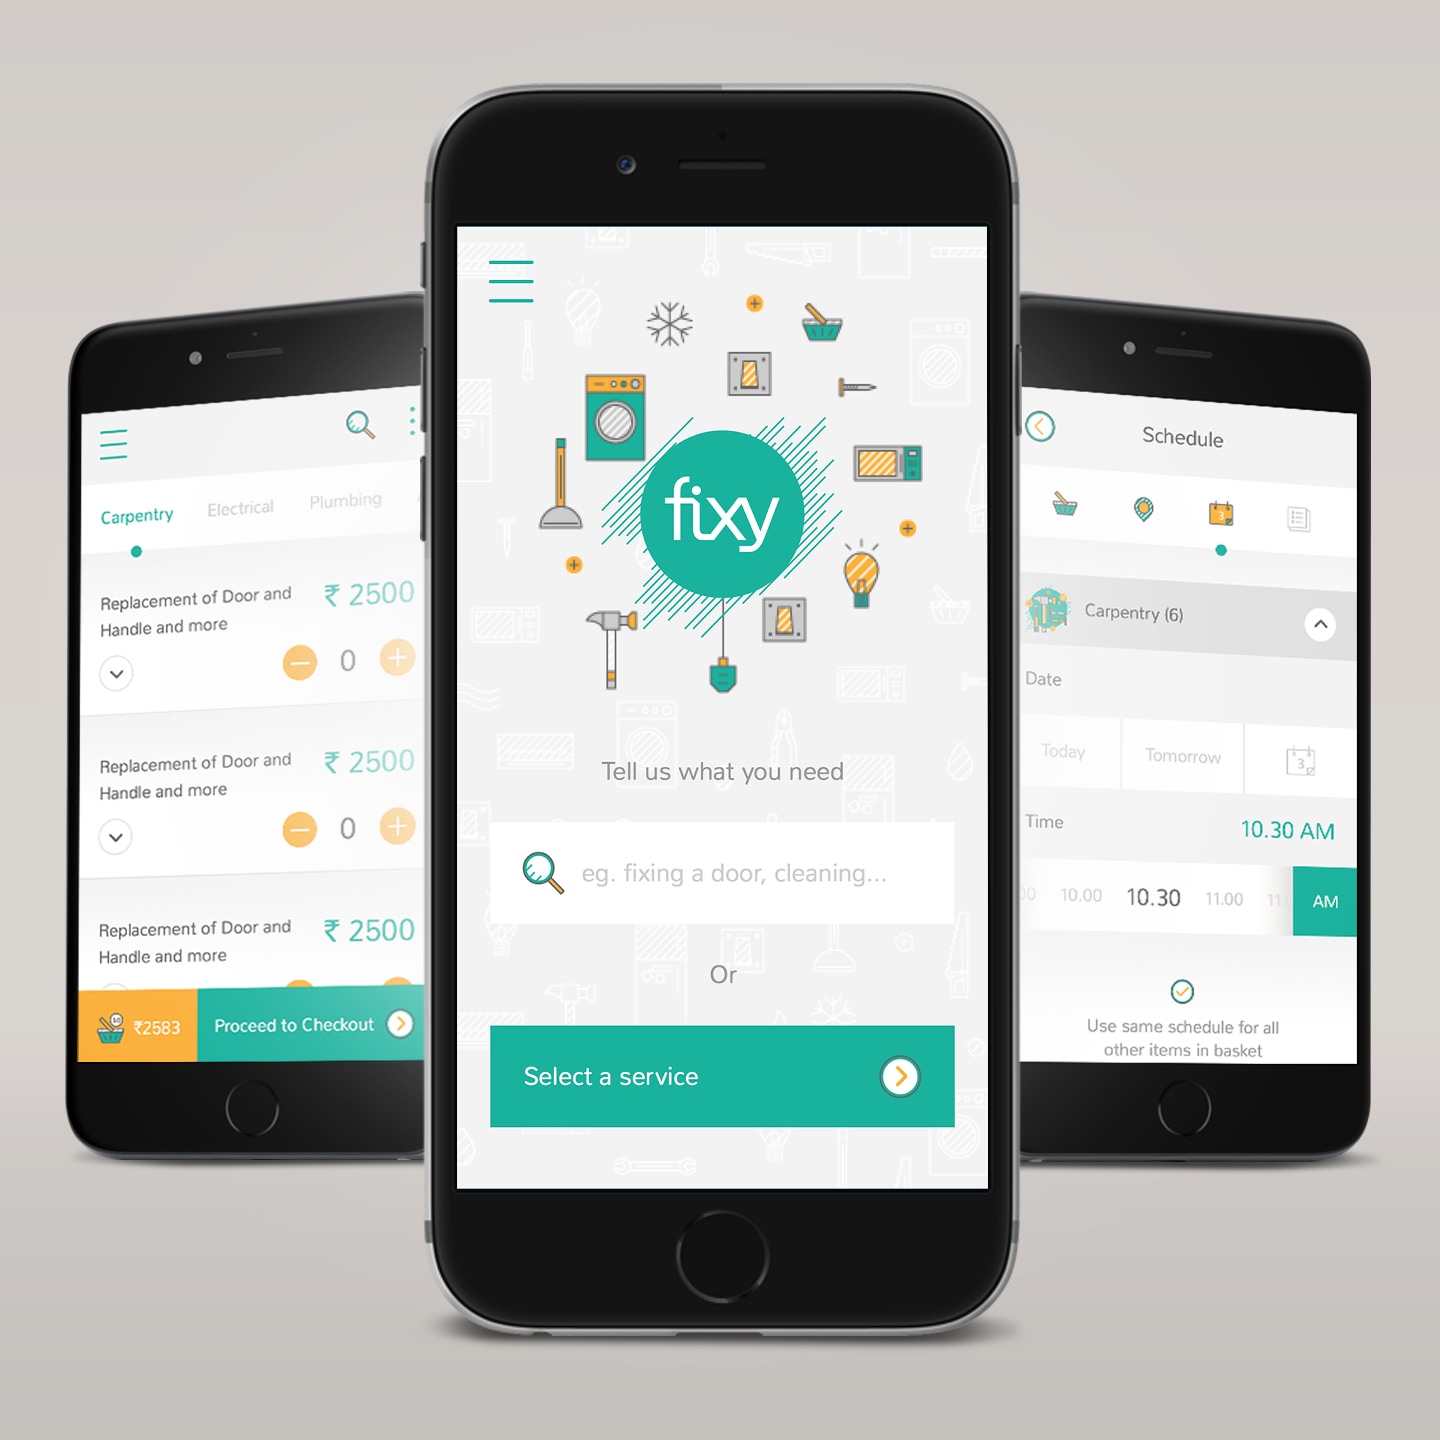 Carpentry Electrical Plumbing
Replacement of Door and
Handle and more
₹ 2500
0
Replacement of Door and
Handle and more
₹ 2500
0
Replacement of Door and
Handle and more
₹ 2500
₹2583
Proceed to Checkout
fixy
Tell us what you need
eg. fixing a door, cleaning...
Or
Select a service
Schedule
3
Carpentry (6)
Date
Today
Tomorrow
3
Time
10.30 AM
10.00 10.30 11.00
AM
Use same schedule for all
other items in basket